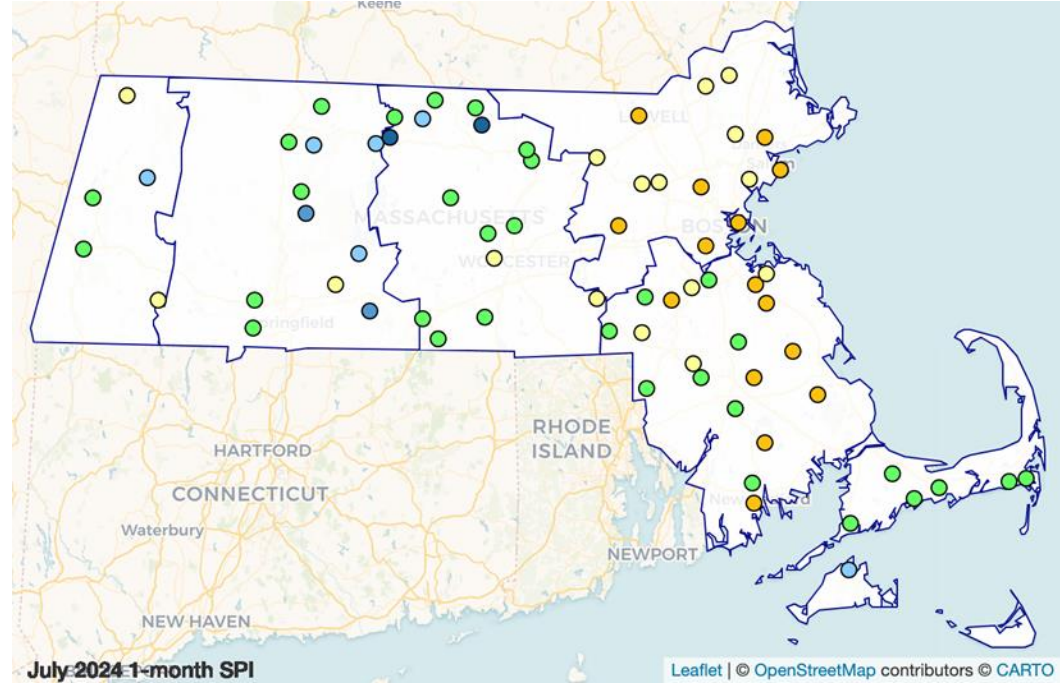 Keene
LOWELL
Salem
MASSACHUSETTS
BOSTON
WORCESTER
Springfield
RHODE
ISLAND
HARTFORD
CONNECTICUT
Waterbury
NEWPORT
NEW HAVEN
July 2024 1-month SPI
Leaflet | © OpenStreetMap contributors © CARTO